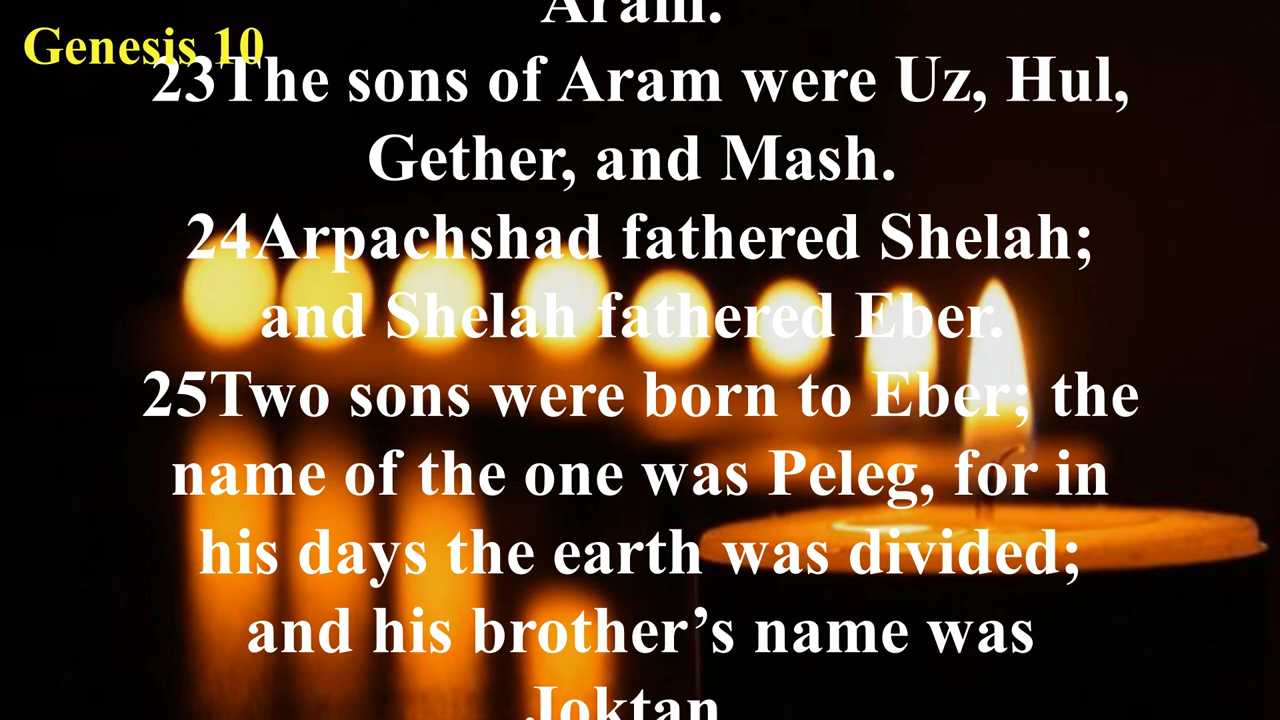 Aram.
Genesis 10
23The sons of Aram were Uz, Hul,
Gether, and Mash.
24Arpachshad fathered Shelah;
and Shelah fathered Eber.
25Two sons were born to Eber; the
name of the one was Peleg, for in
his days the earth was divided;
and his brother’s name was
Joktan